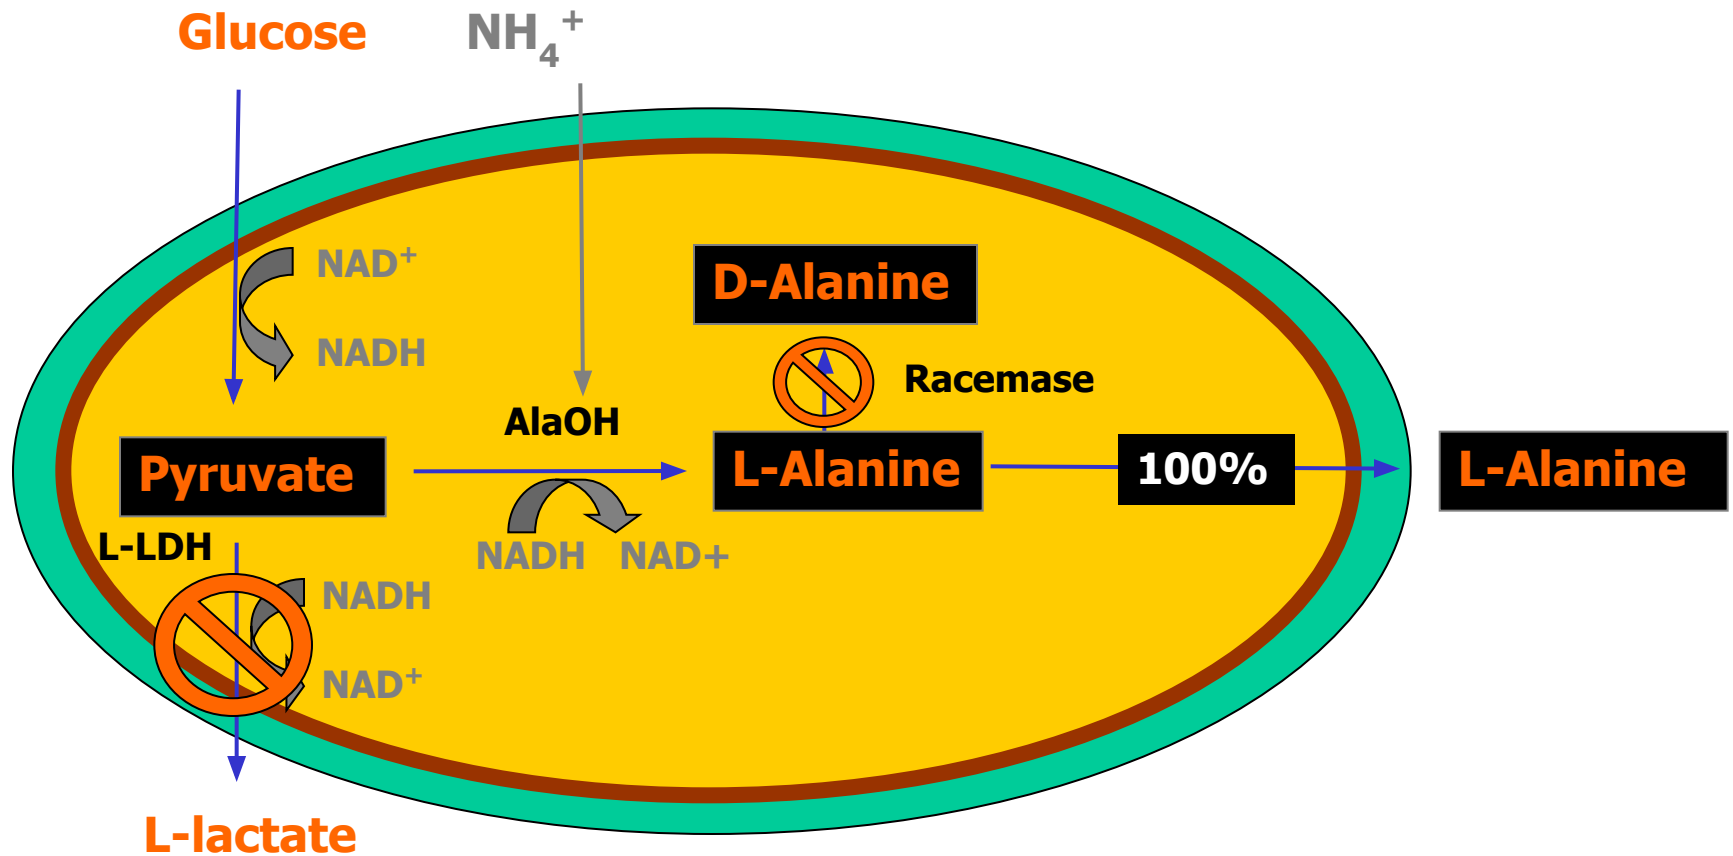 Glucose
NH₄⁺
NAD⁺
NADH
D-Alanine
Racemase
AlaOH
Pyruvate
L-Alanine
100%
L-Alanine
L-LDH
NADH
NAD+
NADH
NAD⁺
L-lactate